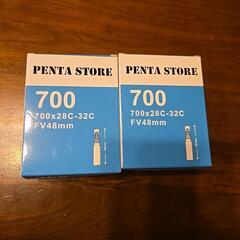 PENTA STORE
700
700x28C-32C
FV48mm
PENTA STORE
700
700x28C-32C
FV48mm